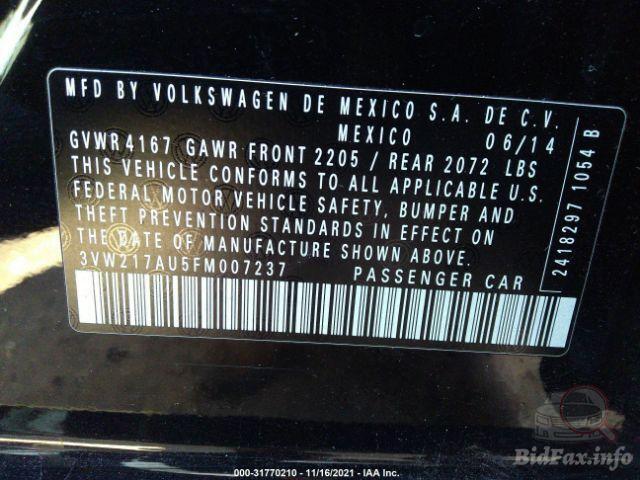 MFD BY VOLKSWAGEN DE MEXICO S.A. DE C.V.
MEXICO 06/14
GVWR 4167 GAWR FRONT 2205 / REAR 2072 LBS
THIS VEHICLE CONFORMS TO ALL APPLICABLE U.S.
FEDERAL MOTOR VEHICLE SAFETY, BUMPER AND
THEFT PREVENTION STANDARDS IN EFFECT ON
THE DATE OF MANUFACTURE SHOWN ABOVE.
3VW217AU5FM007237 PASSENGER CAR
2418297 1054 B
BidFax.info
000-31770210 - 11/16/2021 - IAA Inc.